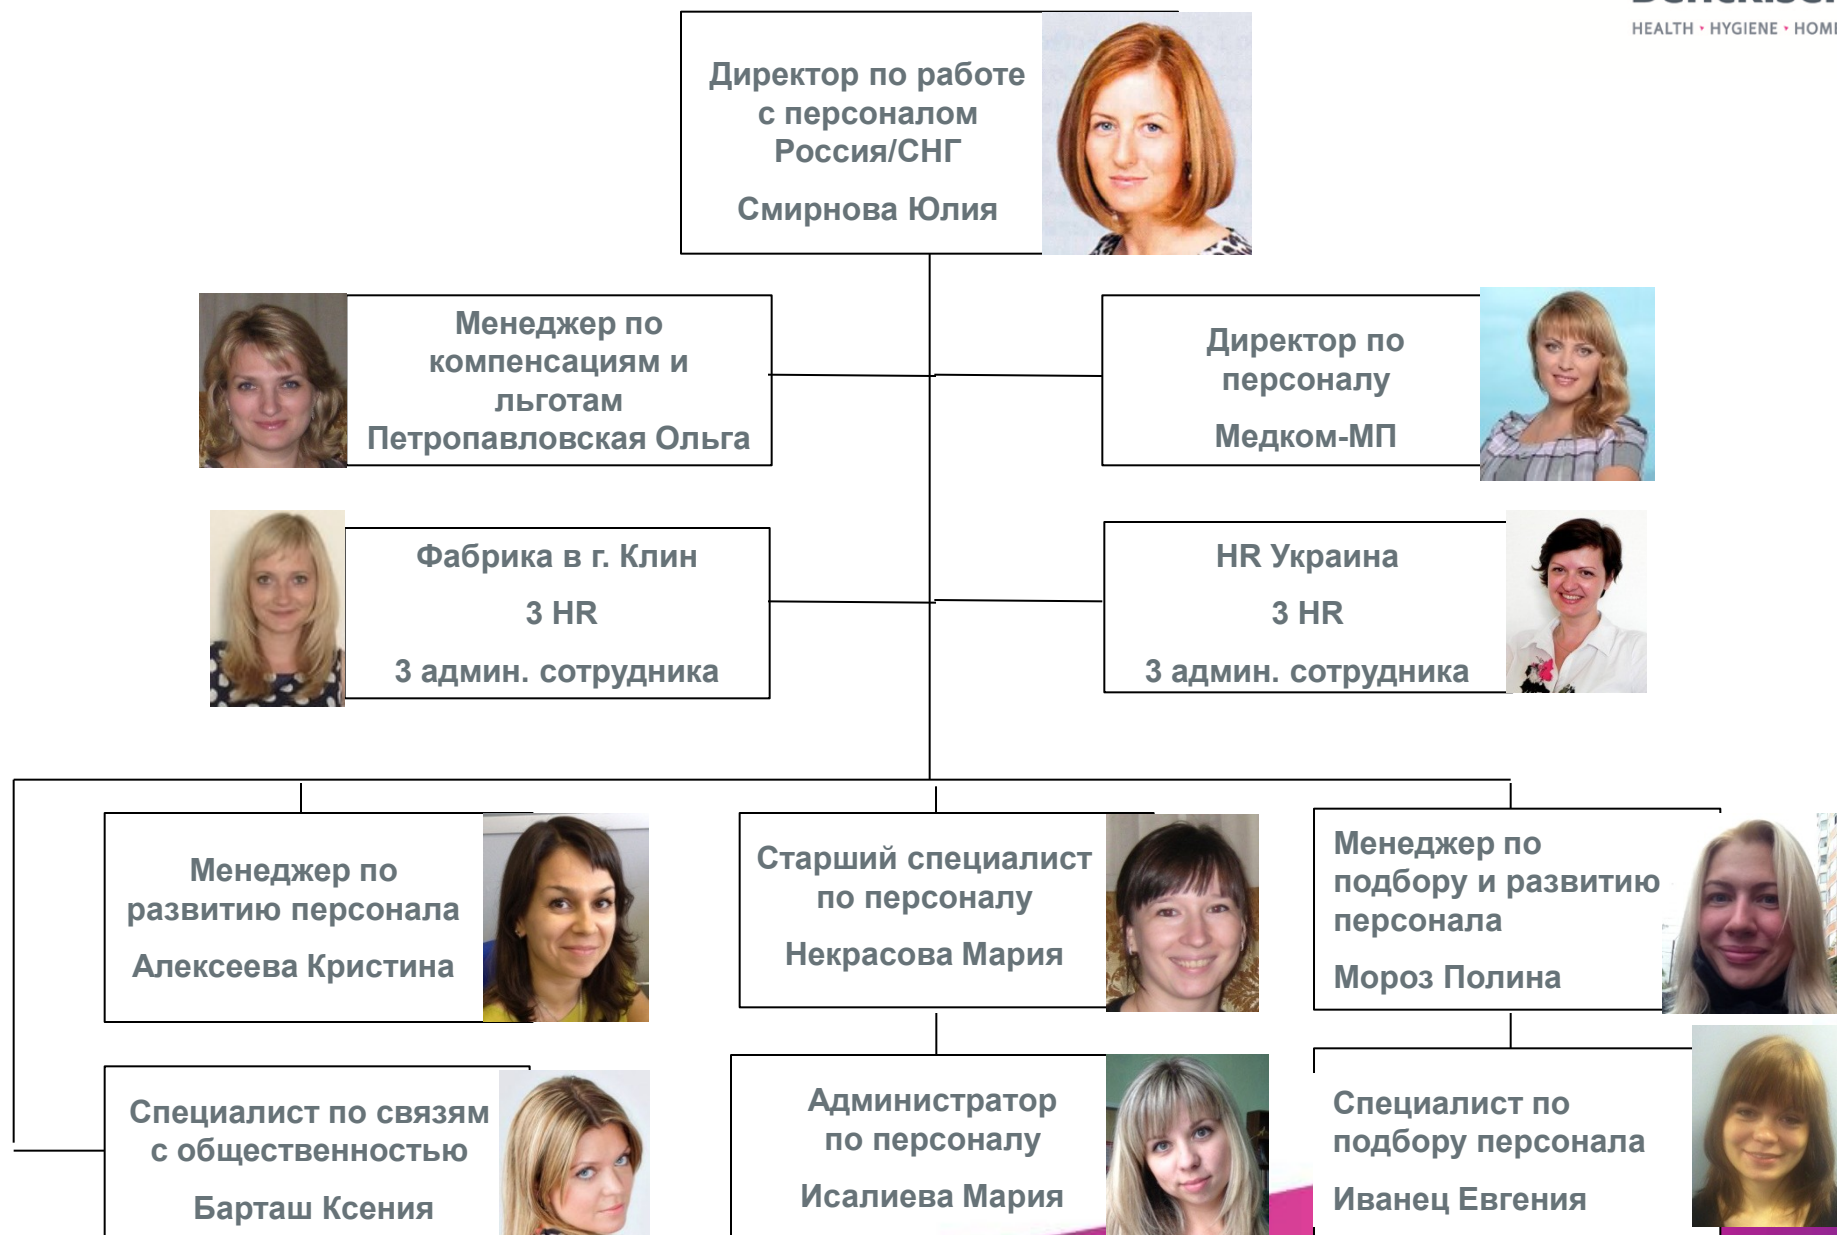 HEALTH • HYGIENE • HOME
Директор по работе
с персоналом
Россия/СНГ
Смирнова Юлия
Менеджер по
компенсациям и
льготам
Петропавловская Ольга
Директор по
персоналу
Медком-МП
Фабрика в г. Клин
3 HR
3 админ. сотрудника
HR Украина
3 HR
3 админ. сотрудника
Менеджер по
развитию персонала
Алексеева Кристина
Старший специалист
по персоналу
Некрасова Мария
Менеджер по
подбору и развитию
персонала
Мороз Полина
Специалист по связям
с общественностью
Барташ Ксения
Администратор
по персоналу
Исалиева Мария
Специалист по
подбору персонала
Иванец Евгения